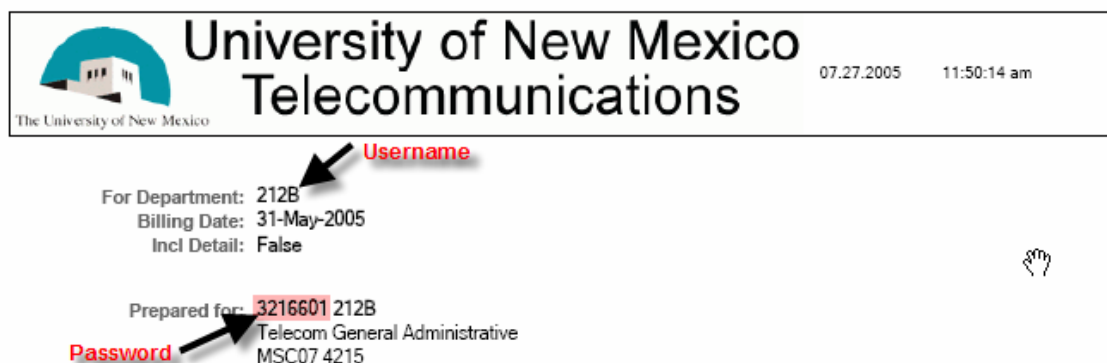 University of New Mexico
Telecommunications
07.27.2005 11:50:14 am
The University of New Mexico
Username
For Department: 212B
Billing Date: 31-May-2005
Incl Detail: False
Prepared for: 3216601 212B
Telecom General Administrative
Password
MSC07 4215